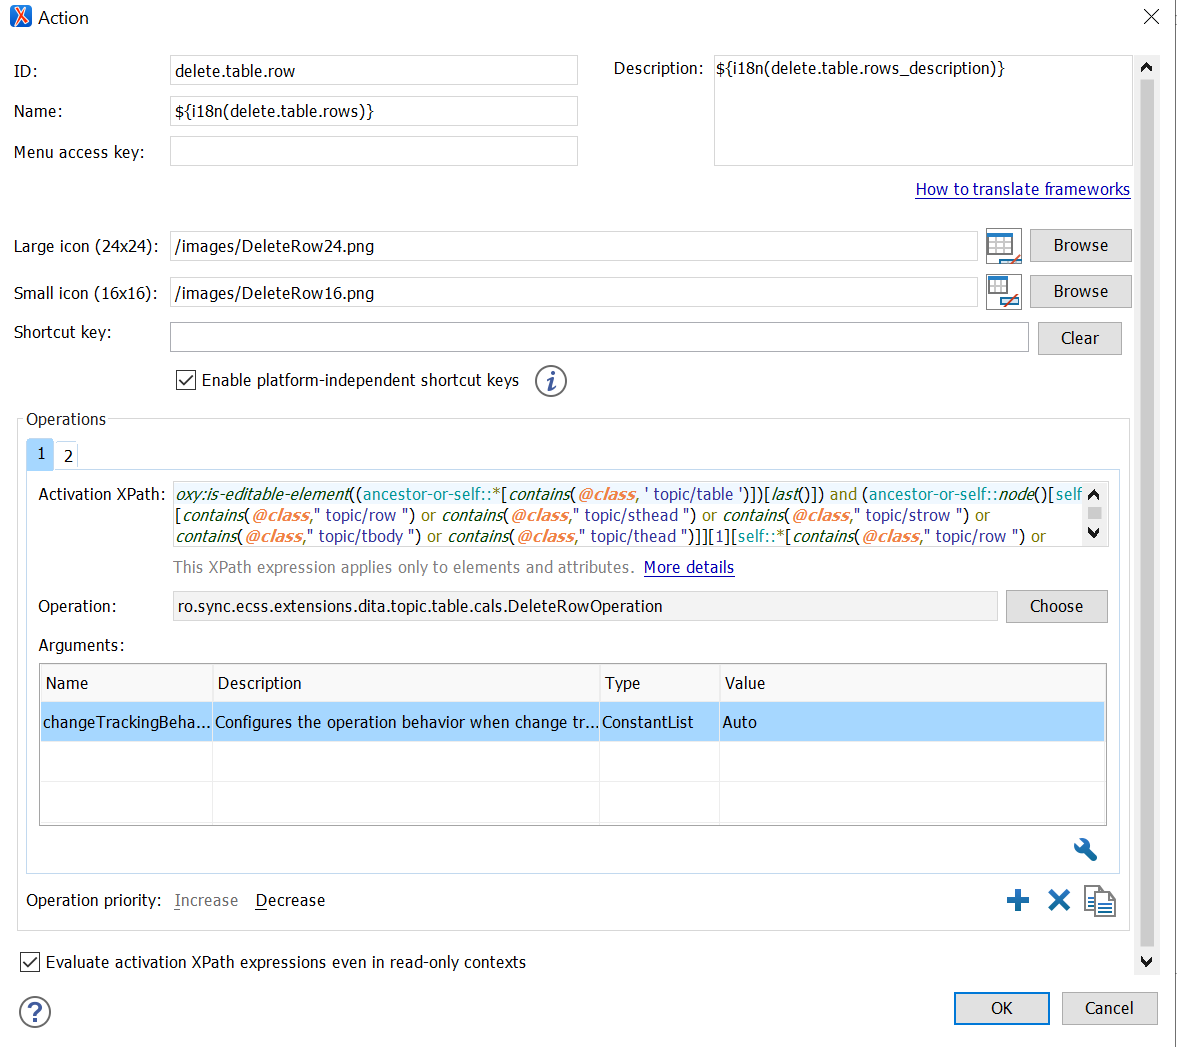 Action
ID:
delete.table.row
Description:
${i18n(delete.table.rows_description)}
Name:
${i18n(delete.table.rows)}
Menu access key:
How to translate frameworks
Large icon (24x24):
/images/DeleteRow24.png
Browse
Small icon (16x16):
/images/DeleteRow16.png
Browse
Shortcut key:
Clear
Enable platform-independent shortcut keys
i
Operations
1
2
Activation XPath:
oxy:is-editable-element((ancestor-or-self::*[contains(@class, ' topic/table ')])[last()]) and (ancestor-or-self::node()[self
[contains(@class," topic/row ") or contains(@class," topic/sthead ") or contains(@class," topic/strow ") or
contains(@class," topic/tbody ") or contains(@class," topic/thead ")]][1][self::*[contains(@class," topic/row ") or
This XPath expression applies only to elements and attributes. More details
Operation:
ro.sync.ecss.extensions.dita.topic.table.cals.DeleteRowOperation
Choose
Arguments:
Name
Description
Type
Value
changeTrackingBeha...
Configures the operation behavior when change tr...
ConstantList
Auto
Operation priority:
Increase
Decrease
Evaluate activation XPath expressions even in read-only contexts
?
OK
Cancel